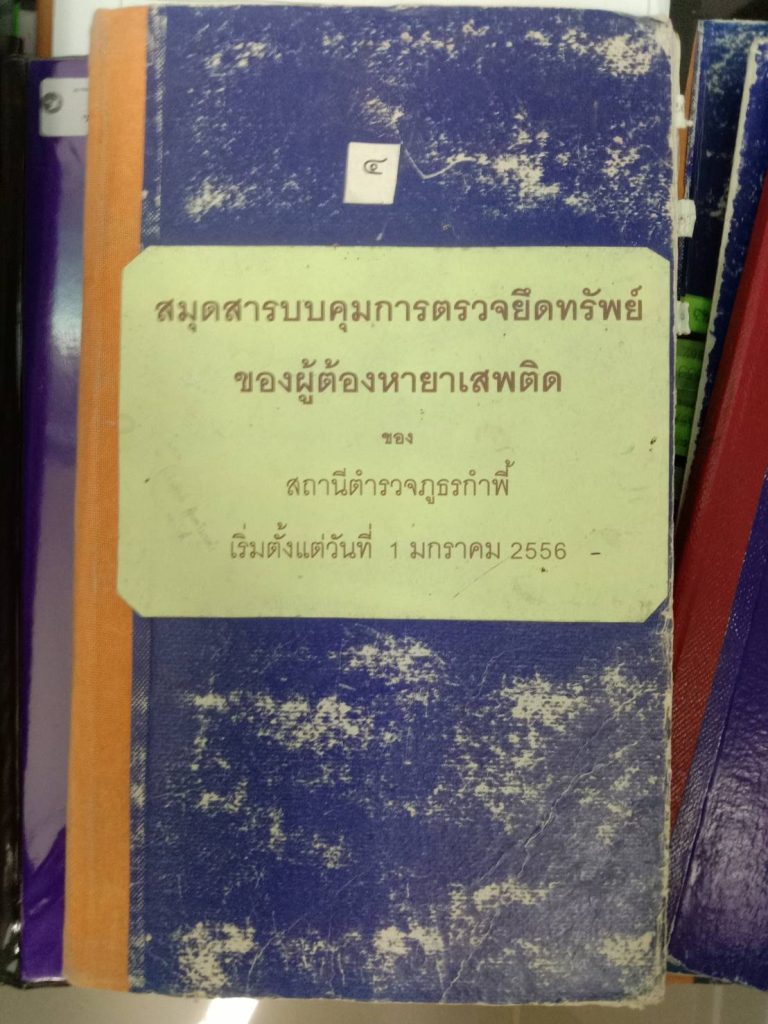 ๔
สมุดสารบบคุมการตรวจยึดทรัพย์
ของผู้ต้องหายาเสพติด
ของ
สถานีตำรวจภูธรกำพี้
เริ่มตั้งแต่วันที่ 1 มกราคม 2556 -